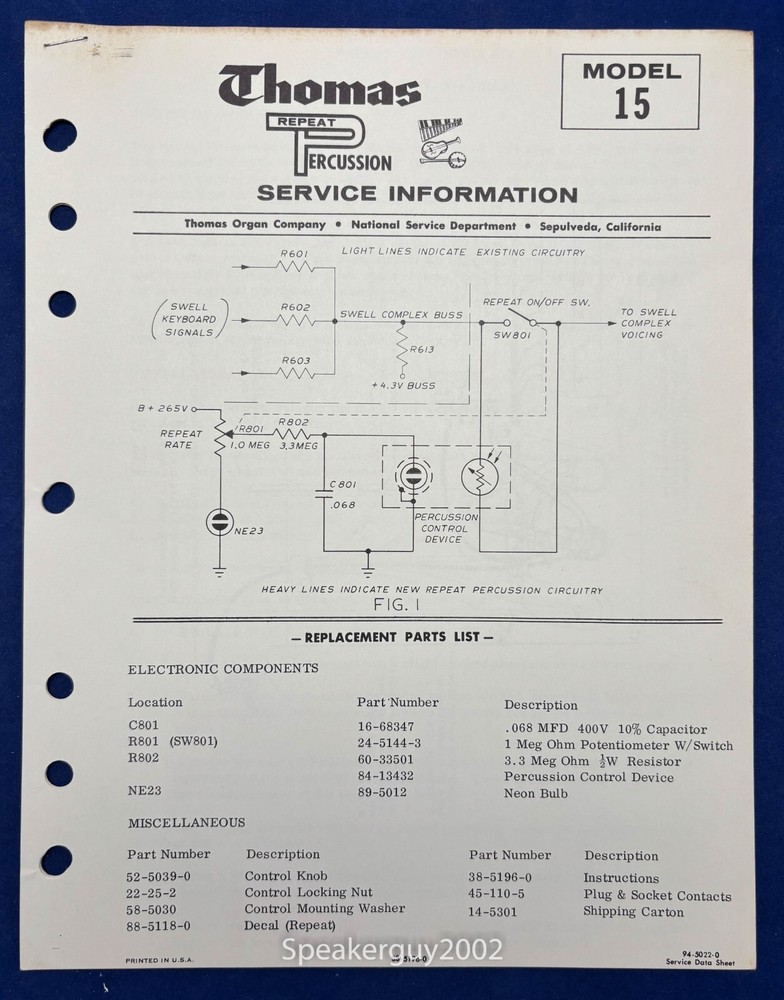 Thomas
REPEAT
PERCUSSION
MODEL
15
SERVICE INFORMATION
Thomas Organ Company • National Service Department • Sepulveda, California
LIGHT LINES INDICATE EXISTING CIRCUITRY
R601
(SWELL
KEYBOARD
SIGNALS)
R602
SWELL COMPLEX BUSS
REPEAT ON/OFF SW.
SW801
TO SWELL
COMPLEX
VOICING
R613
R603
+4.3V BUSS
B+ 265V
REPEAT
RATE
R801
1.0 MEG
R802
3.3MEG
C801
.068
NE23
PERCUSSION
CONTROL
DEVICE
HEAVY LINES INDICATE NEW REPEAT PERCUSSION CIRCUITRY
FIG. 1
— REPLACEMENT PARTS LIST —
ELECTRONIC COMPONENTS
Location Part Number Description
C801 16-68347 .068 MFD 400V 10% Capacitor
R801 (SW801) 24-5144-3 1 Meg Ohm Potentiometer W/Switch
R802 60-33501 3.3 Meg Ohm ½W Resistor
84-13432 Percussion Control Device
NE23 89-5012 Neon Bulb
MISCELLANEOUS
Part Number Description Part Number Description
52-5039-0 Control Knob 38-5196-0 Instructions
22-25-2 Control Locking Nut 45-110-5 Plug & Socket Contacts
58-5030 Control Mounting Washer 14-5301 Shipping Carton
88-5118-0 Decal (Repeat)
Speakerguy2002
PRINTED IN U.S.A.
94-5022-0
Service Data Sheet